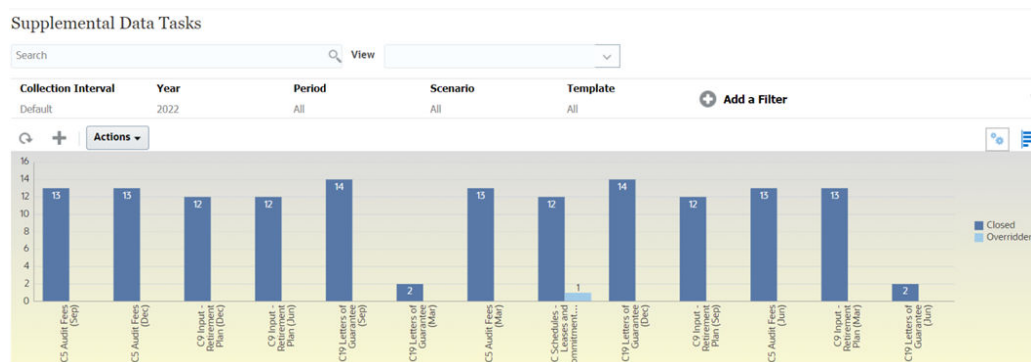 Supplemental Data Tasks
Search
View
Collection Interval Year Period Scenario Template
Default 2022 All All All
Add a Filter
Actions
16
14
12
10
8
6
4
2
0
13
13
12
12
14
2
13
12
1
14
12
13
13
2
C5 Audit Fees
(Sep)
C5 Audit Fees
(Dec)
C9 Input -
Retirement
Plan (Dec)
C9 Input -
Retirement
Plan (Jun)
C19 Letters of
Guarantee
(Sep)
C19 Letters of
Guarantee
(Mar)
C5 Audit Fees
(Mar)
C Schedules -
Leases and
ommitment...
C19 Letters of
Guarantee
(Dec)
C9 Input -
Retirement
Plan (Sep)
C5 Audit Fees
(Jun)
C9 Input -
Retirement
Plan (Mar)
C19 Letters of
Guarantee
(Jun)
Closed
Overridden